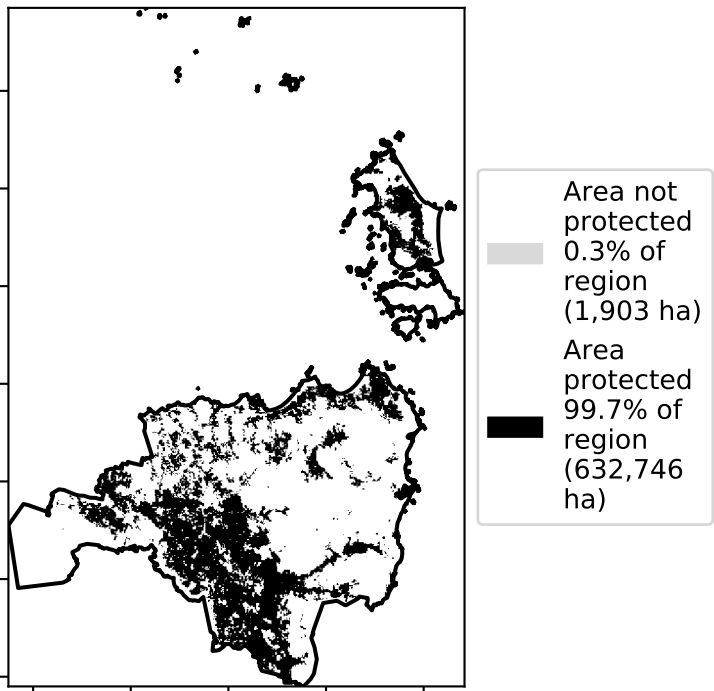 Area not
protected
0.3% of
region
(1,903 ha)
Area
protected
99.7% of
region
(632,746
ha)